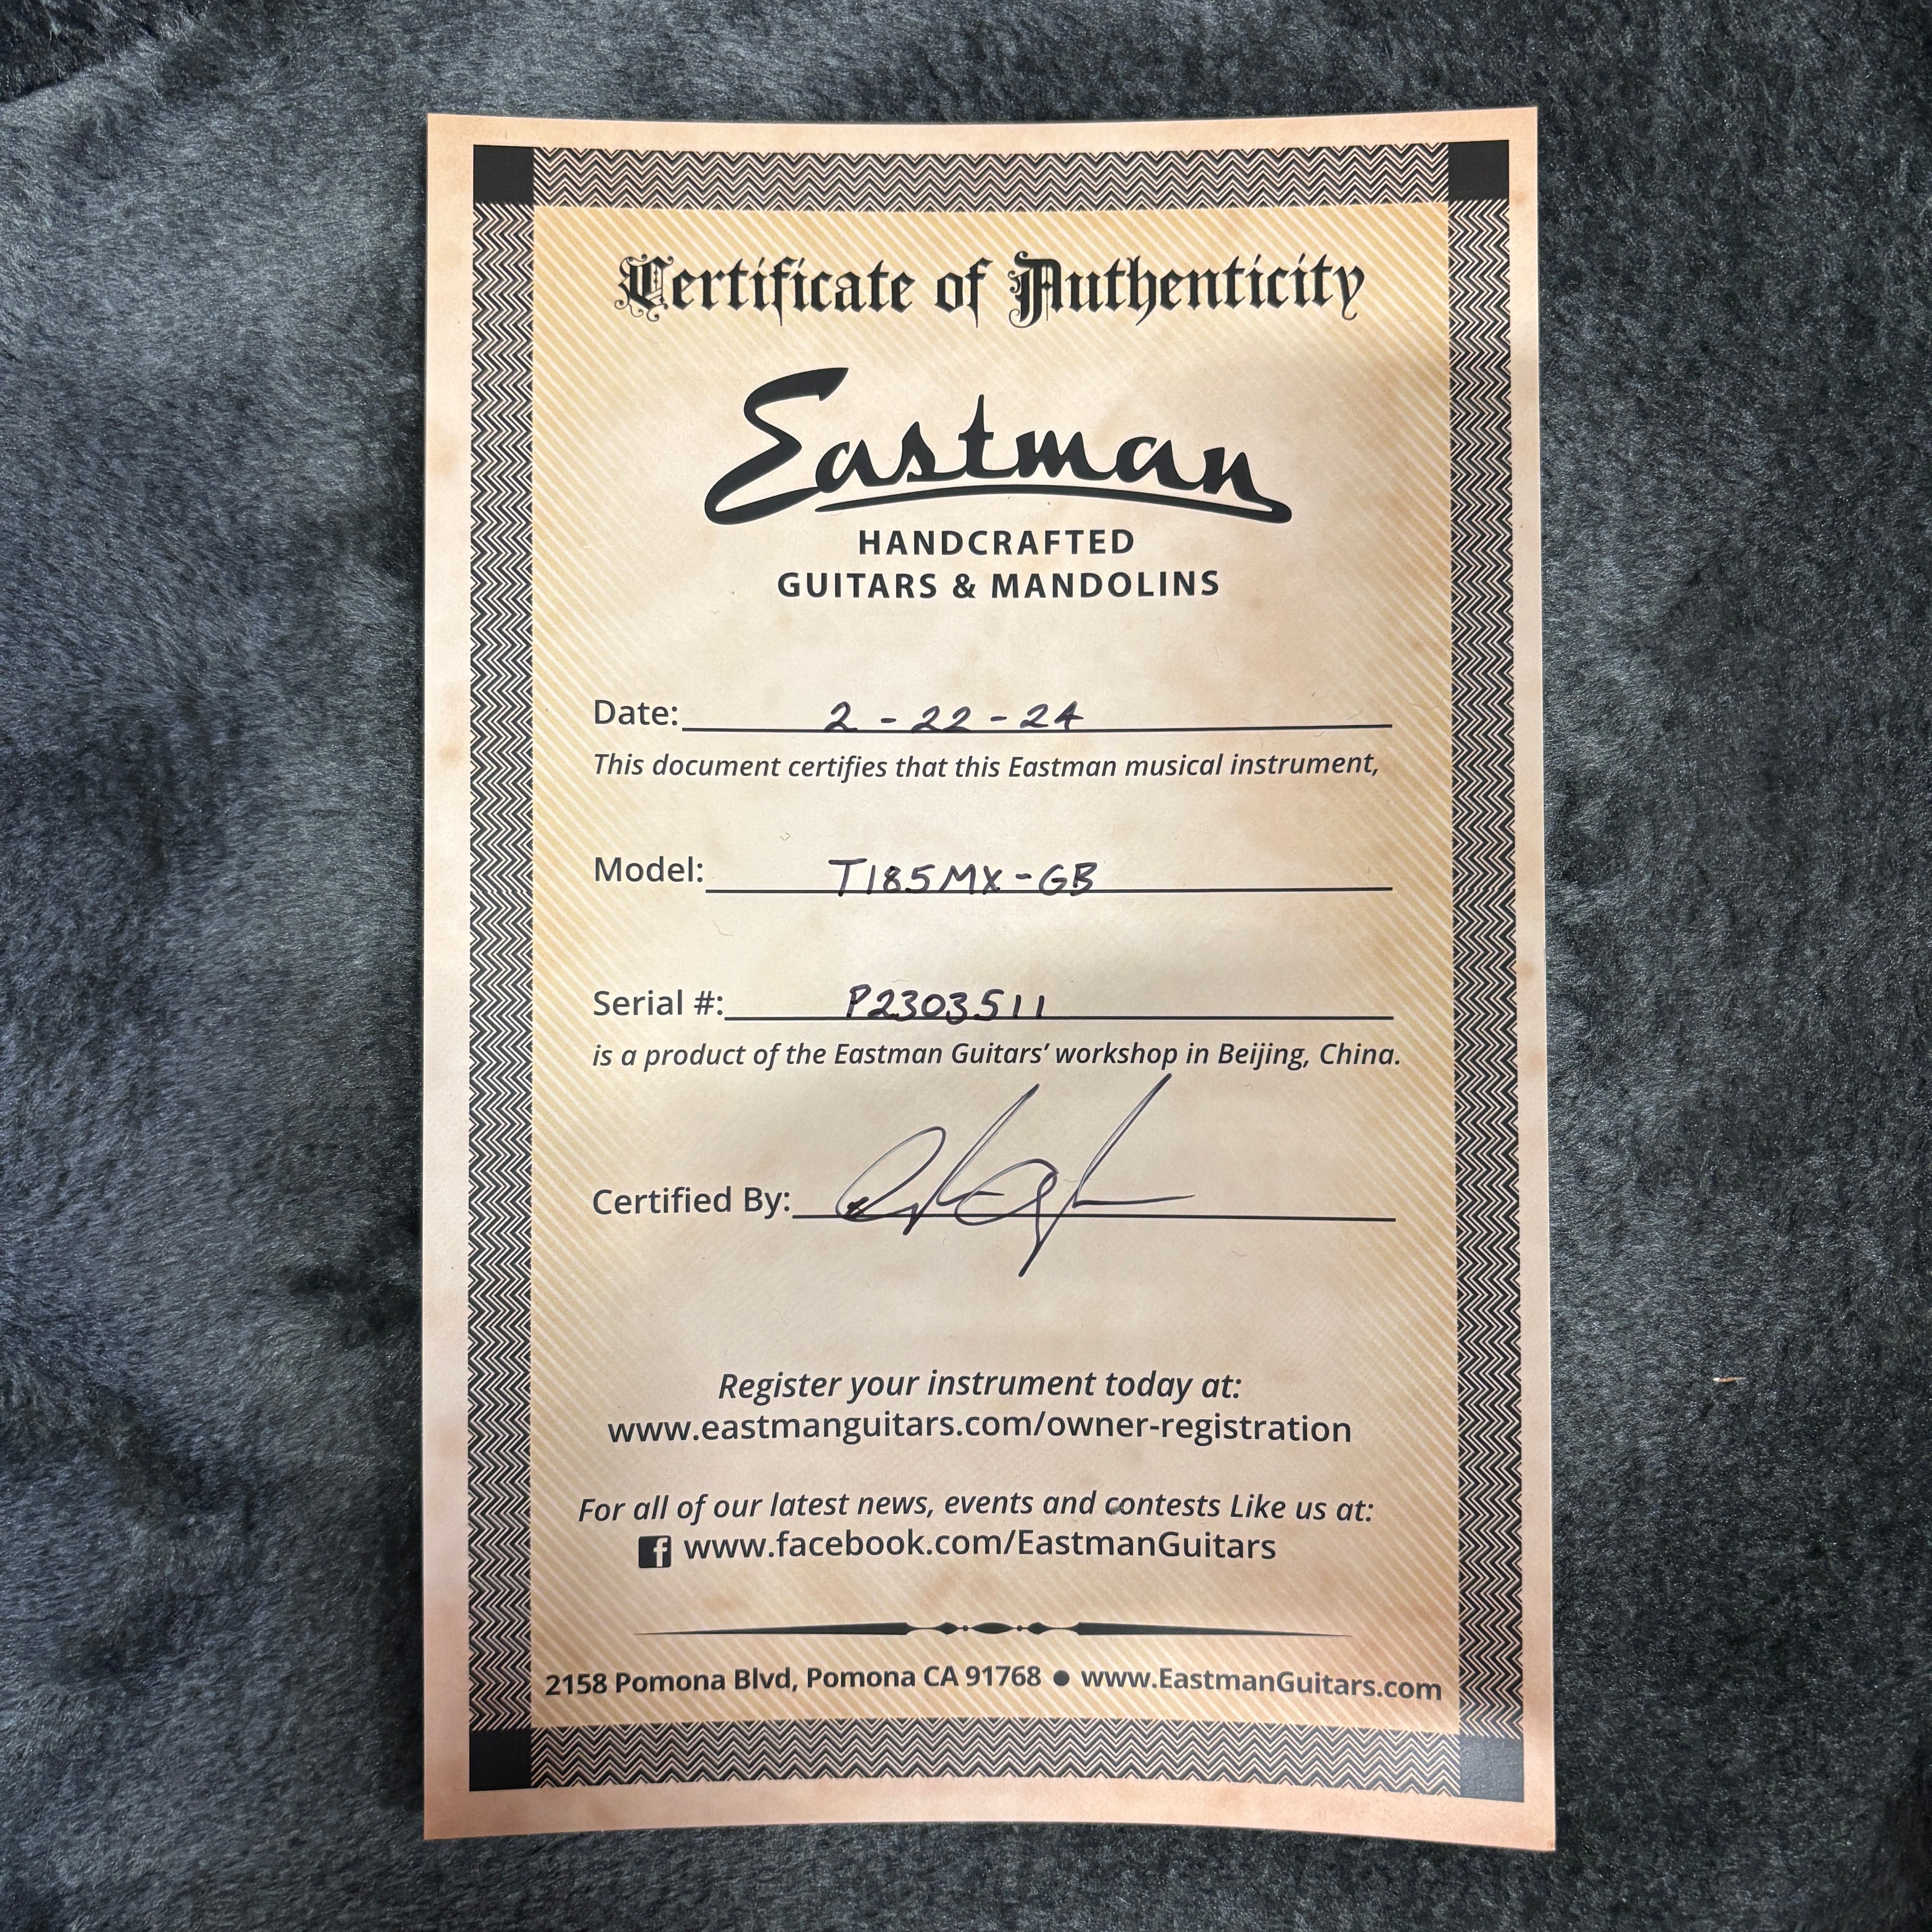 Certificate of Authenticity
Eastman
HANDCRAFTED
GUITARS & MANDOLINS
Date: 2-22-24
This document certifies that this Eastman musical instrument,
Model: T185MX-GB
Serial #: P2303511
is a product of the Eastman Guitars' workshop in Beijing, China.
Certified By:
Register your instrument today at:
www.eastmanguitars.com/owner-registration
For all of our latest news, events and contests Like us at:
f www.facebook.com/EastmanGuitars
2158 Pomona Blvd, Pomona CA 91768 ● www.EastmanGuitars.com